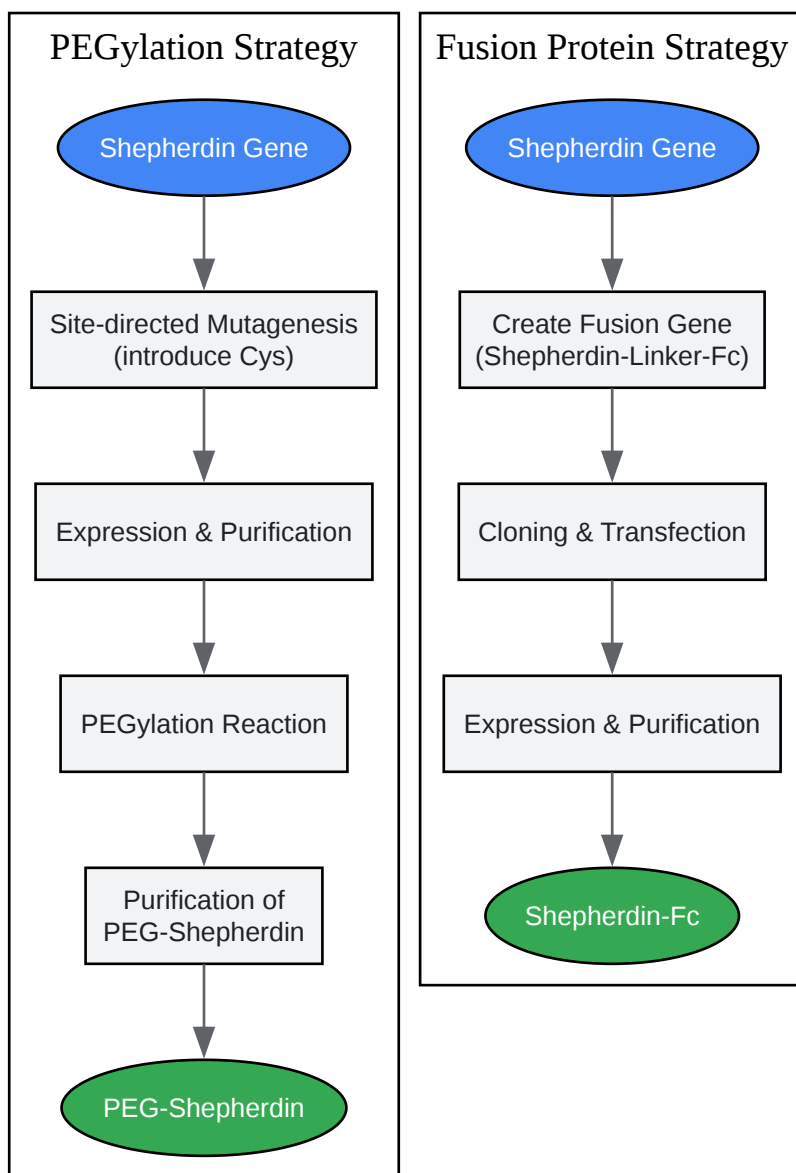 PEGylation Strategy
Shepherdin Gene
Site-directed Mutagenesis
(introduce Cys)
Expression & Purification
PEGylation Reaction
Purification of
PEG-Shepherdin
PEG-Shepherdin
Fusion Protein Strategy
Shepherdin Gene
Create Fusion Gene
(Shepherdin-Linker-Fc)
Cloning & Transfection
Expression & Purification
Shepherdin-Fc